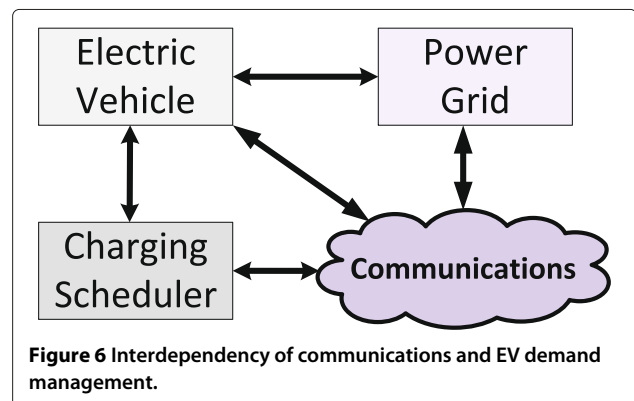 Electric
Vehicle
Power
Grid
Charging
Scheduler
Communications
Figure 6 Interdependency of communications and EV demand
management.